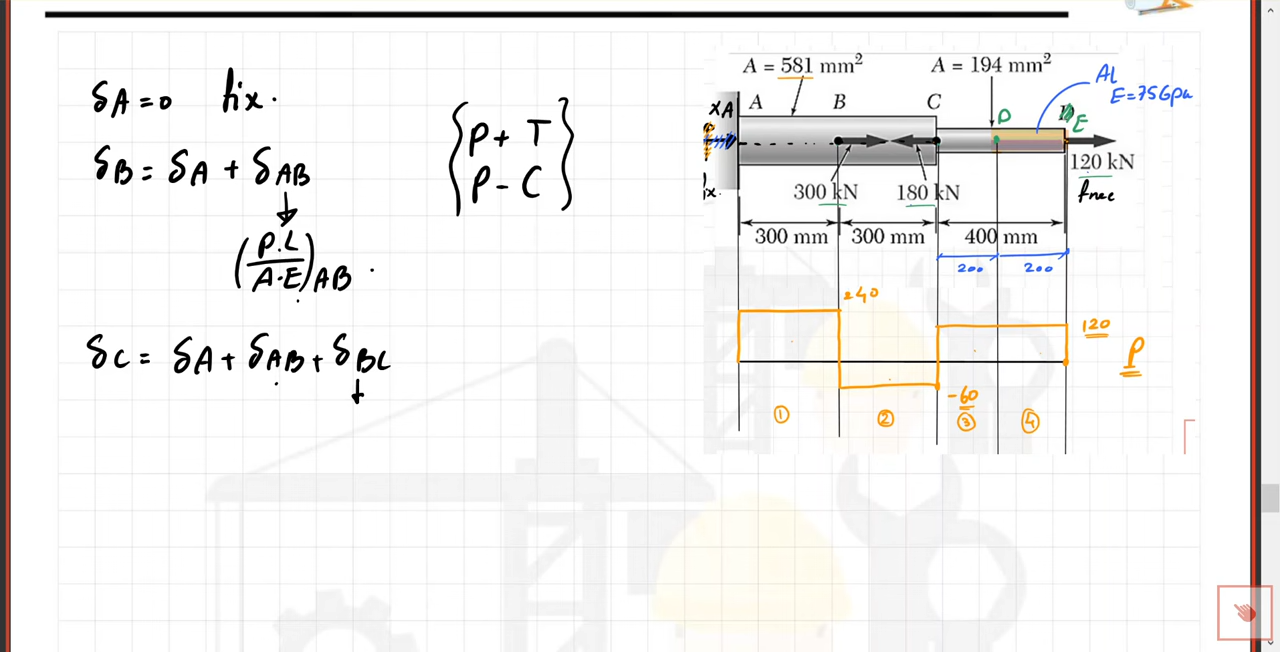 δA = 0 fix.
δB = δA + δAB
(P.L / A.E)AB
δC = δA + δAB + δBC
P+ T
P- C
A = 581 mm²
A = 194 mm²
AL
E=75Gpa
XA
A
B
C
D
E
300 kN
180 kN
120 kN
300 mm
300 mm
400 mm
200
200
240
120
P
-60
①
②
③
④